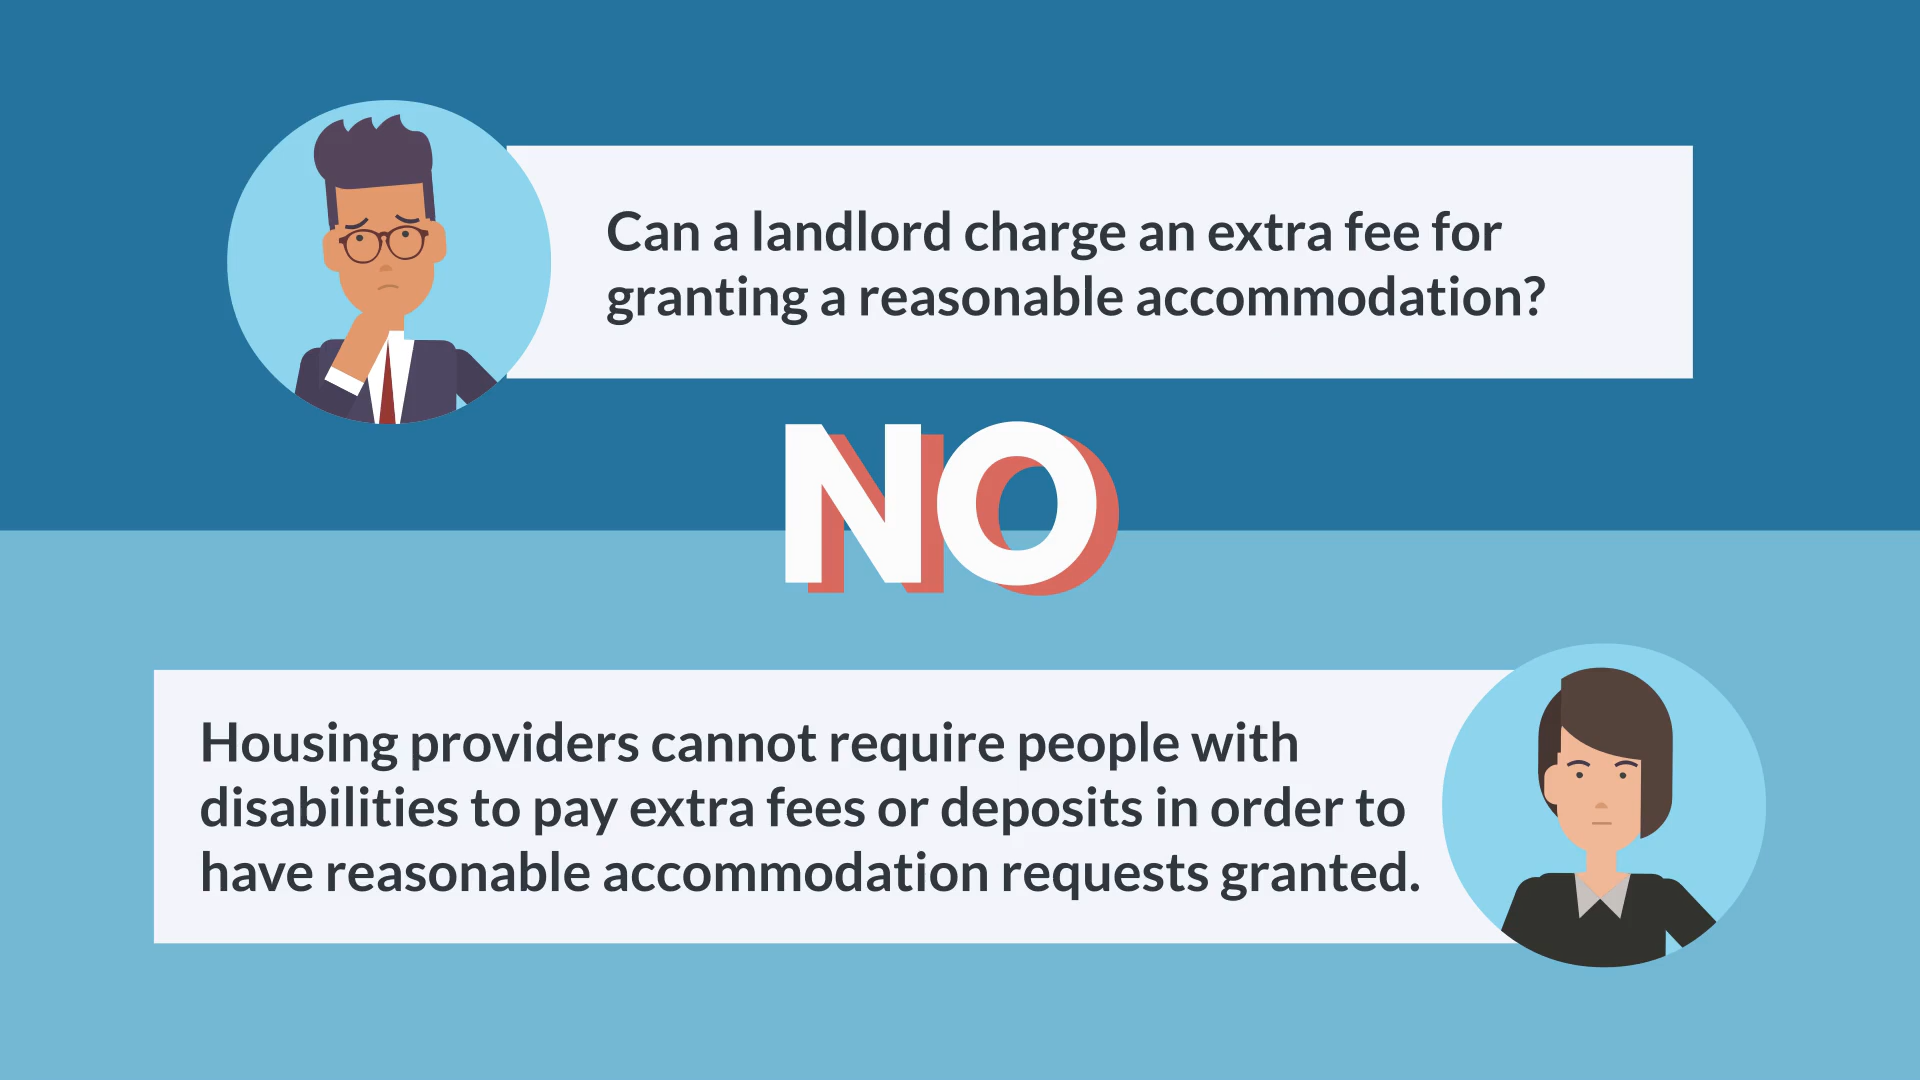 Can a landlord charge an extra fee for
granting a reasonable accommodation?
NO
Housing providers cannot require people with
disabilities to pay extra fees or deposits in order to
have reasonable accommodation requests granted.